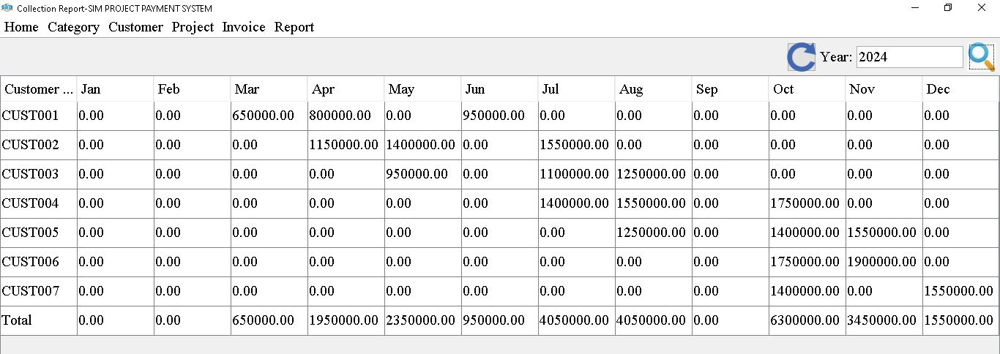 sim Collection Report-SIM PROJECT PAYMENT SYSTEM
Home Category Customer Project Invoice Report
Year: 2024
Customer ... Jan Feb Mar Apr May Jun Jul Aug Sep Oct Nov Dec
CUST001 0.00 0.00 650000.00 800000.00 0.00 950000.00 0.00 0.00 0.00 0.00 0.00 0.00
CUST002 0.00 0.00 0.00 1150000.00 1400000.00 0.00 1550000.00 0.00 0.00 0.00 0.00 0.00
CUST003 0.00 0.00 0.00 0.00 950000.00 0.00 1100000.00 1250000.00 0.00 0.00 0.00 0.00
CUST004 0.00 0.00 0.00 0.00 0.00 0.00 1400000.00 1550000.00 0.00 1750000.00 0.00 0.00
CUST005 0.00 0.00 0.00 0.00 0.00 0.00 0.00 1250000.00 0.00 1400000.00 1550000.00 0.00
CUST006 0.00 0.00 0.00 0.00 0.00 0.00 0.00 0.00 0.00 1750000.00 1900000.00 0.00
CUST007 0.00 0.00 0.00 0.00 0.00 0.00 0.00 0.00 0.00 1400000.00 0.00 1550000.00
Total 0.00 0.00 650000.00 1950000.00 2350000.00 950000.00 4050000.00 4050000.00 0.00 6300000.00 3450000.00 1550000.00